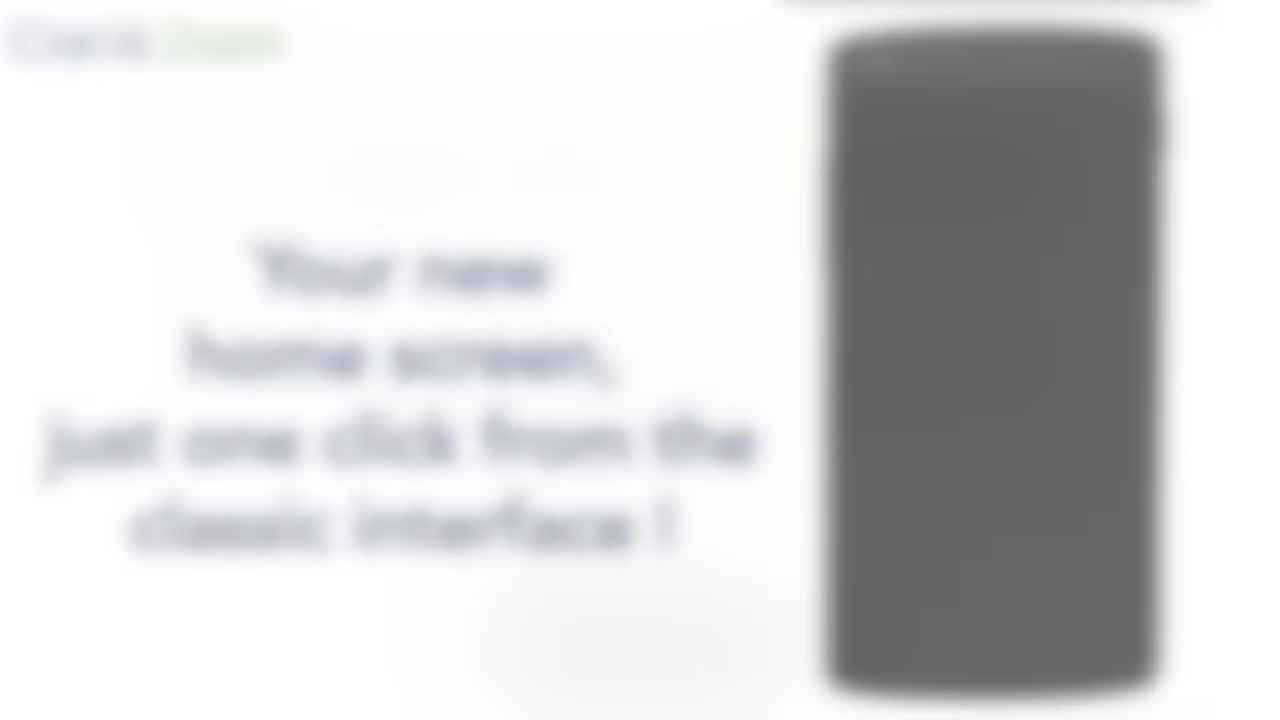 Your new
home screen,
just one click from the
classic interface !